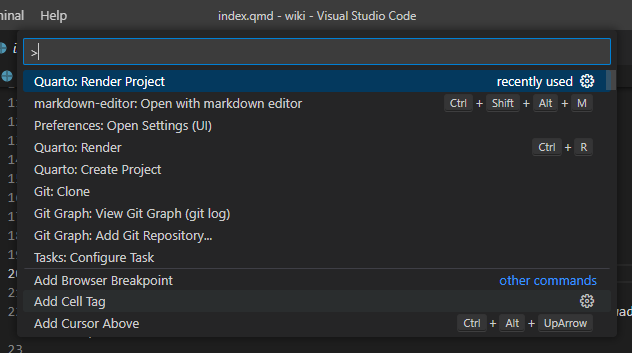 minal Help index.qmd - wiki - Visual Studio Code
>
Quarto: Render Project recently used
markdown-editor: Open with markdown editor Ctrl + Shift + Alt + M
Preferences: Open Settings (UI)
Quarto: Render Ctrl + R
Quarto: Create Project
Git: Clone
Git Graph: View Git Graph (git log)
Git Graph: Add Git Repository...
Tasks: Configure Task
Add Browser Breakpoint other commands
Add Cell Tag
Add Cursor Above Ctrl + Alt + UpArrow
23